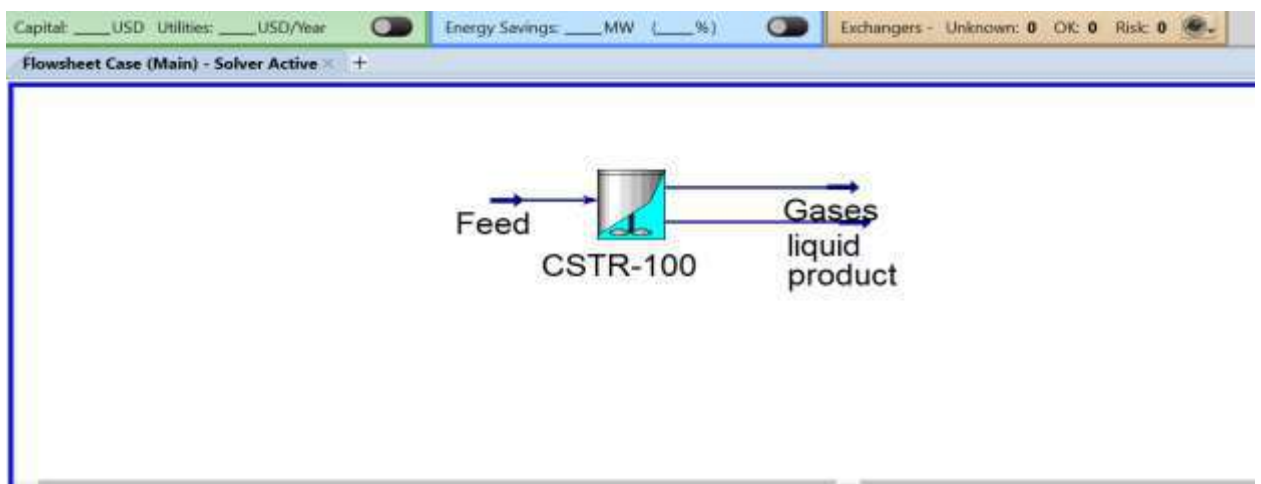 Capital: ____USD Utilities: ____USD/Year Energy Savings: ____MW (____%) Exchangers - Unknown: 0 OK: 0 Risk: 0
Flowsheet Case (Main) - Solver Active × +
Feed
CSTR-100
Gases
liquid
product